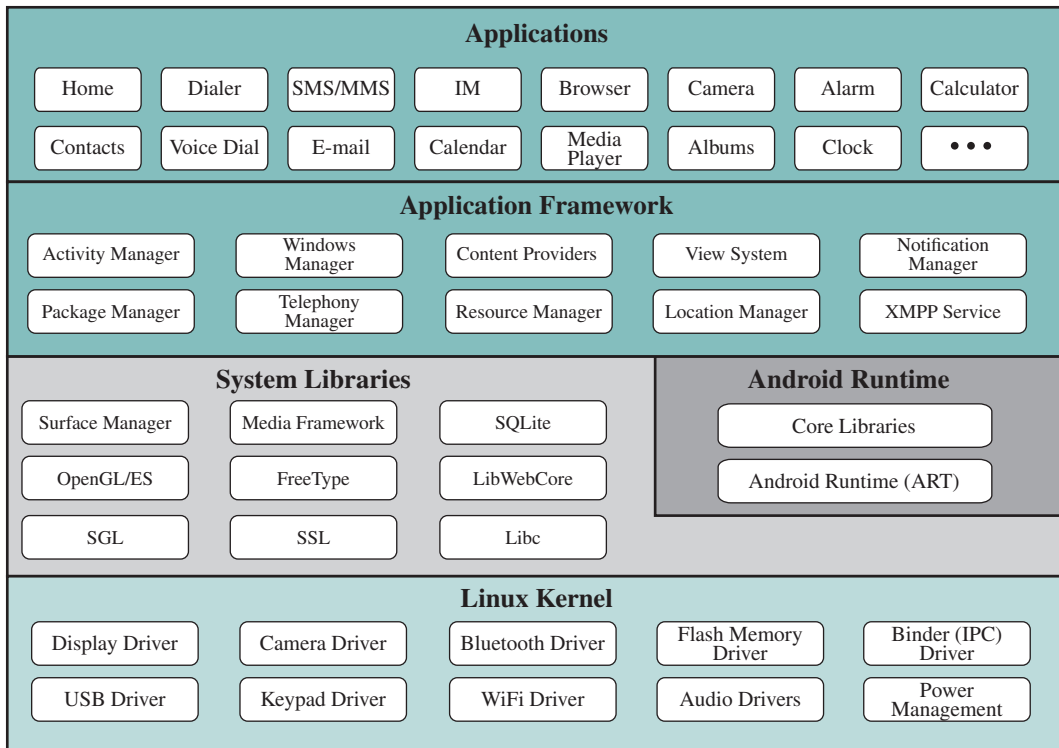 Applications
Home
Dialer
SMS/MMS
IM
Browser
Camera
Alarm
Calculator
Contacts
Voice Dial
E-mail
Calendar
Media
Player
Albums
Clock
•••
Application Framework
Activity Manager
Windows
Manager
Content Providers
View System
Notification
Manager
Package Manager
Telephony
Manager
Resource Manager
Location Manager
XMPP Service
System Libraries
Surface Manager
Media Framework
SQLite
OpenGL/ES
FreeType
LibWebCore
SGL
SSL
Libc
Android Runtime
Core Libraries
Android Runtime (ART)
Linux Kernel
Display Driver
Camera Driver
Bluetooth Driver
Flash Memory
Driver
Binder (IPC)
Driver
USB Driver
Keypad Driver
WiFi Driver
Audio Drivers
Power
Management